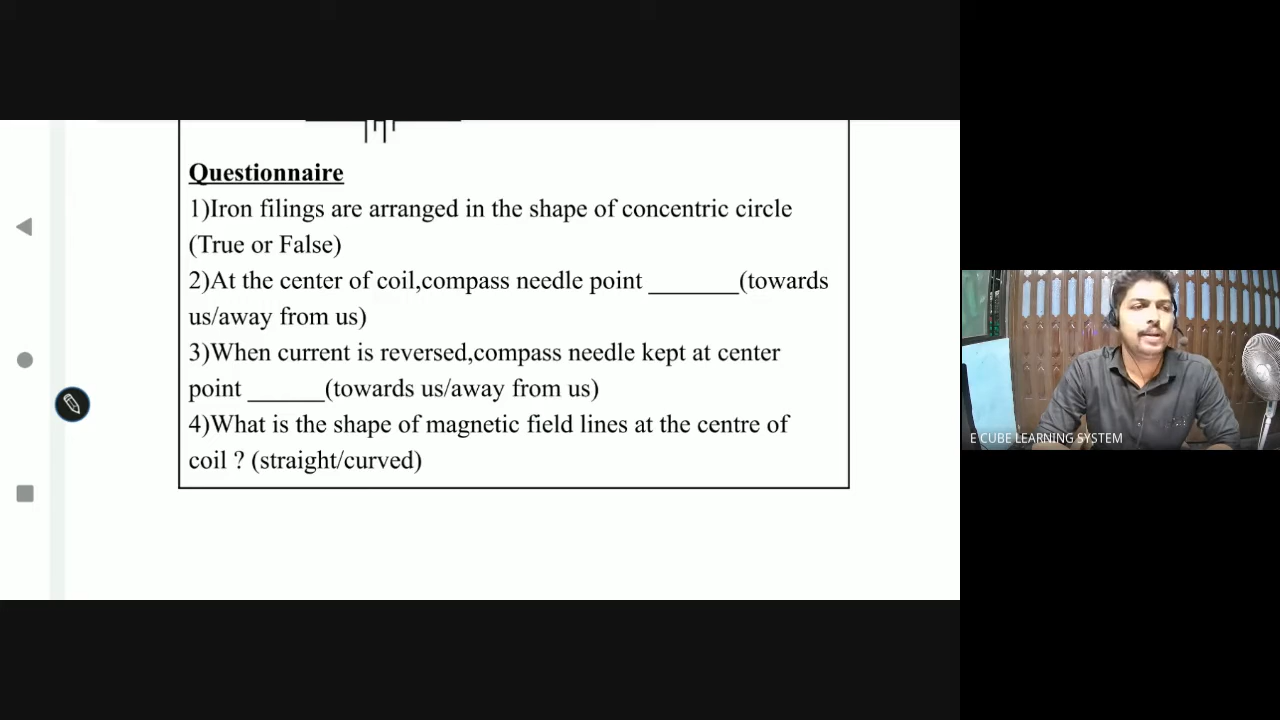 Questionnaire
1)Iron filings are arranged in the shape of concentric circle
(True or False)
2)At the center of coil,compass needle point _______(towards
us/away from us)
3)When current is reversed,compass needle kept at center
point ______(towards us/away from us)
4)What is the shape of magnetic field lines at the centre of
coil ? (straight/curved)
E CUBE LEARNING SYSTEM